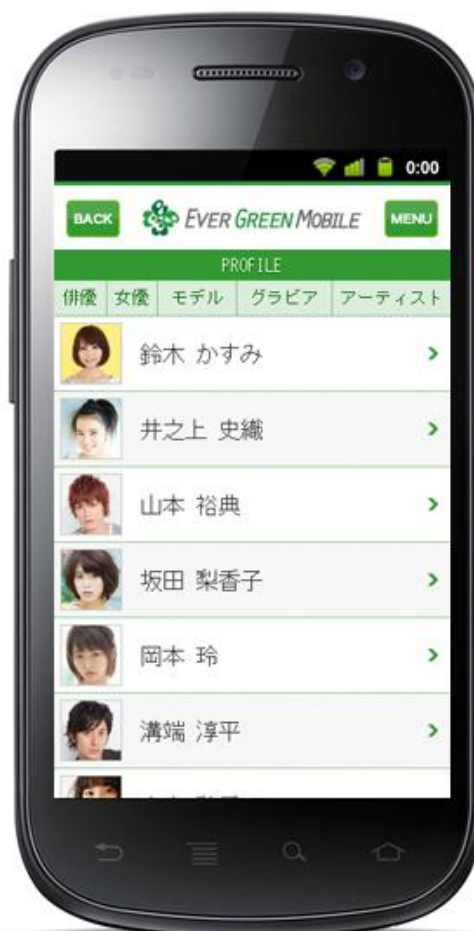 0:00
BACK EVER GREEN MOBILE MENU
PROFILE
俳優 女優 モデル グラビア アーティスト
鈴木 かすみ
井之上 史織
山本 裕典
坂田 梨香子
岡本 玲
溝端 淳平